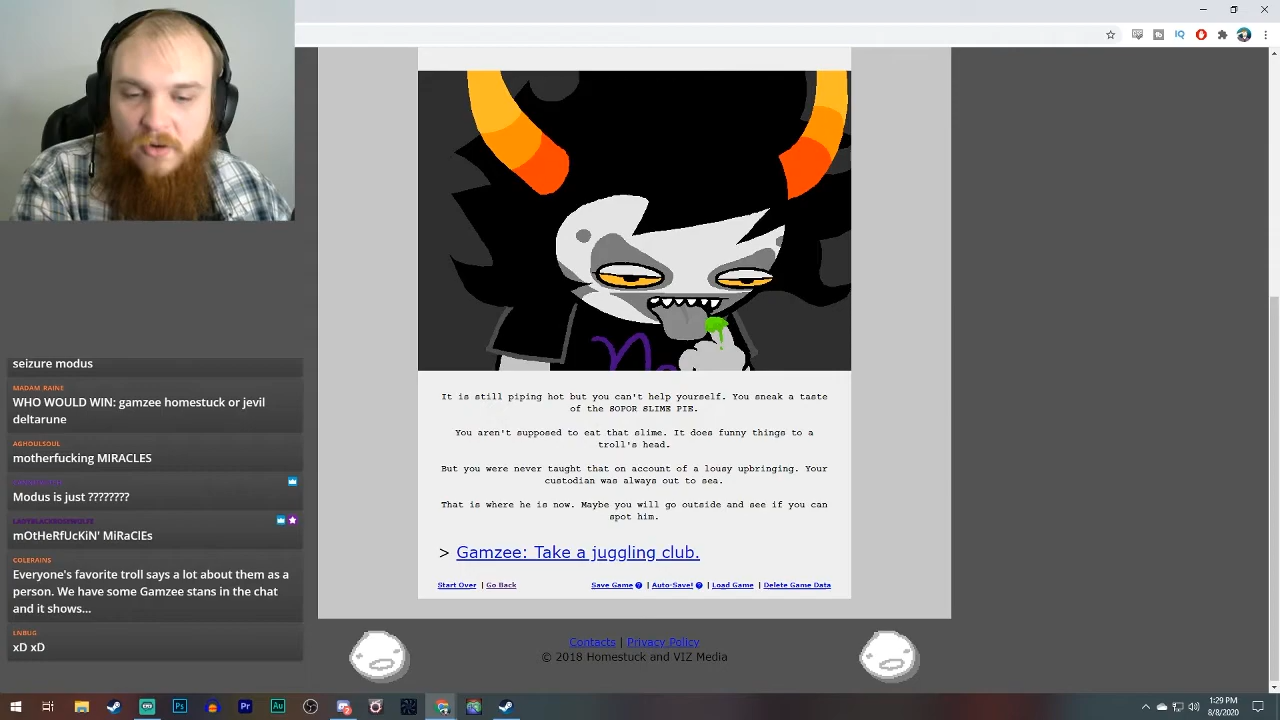 seizure modus
MADAM_RAINE
WHO WOULD WIN: gamzee homestuck or jevil
deltarune
AGHOULSOUL
motherfucking MIRACLES
Modus is just ????????
mOtHeRfUcKiN' MiRaClEs
COLERAINS
Everyone's favorite troll says a lot about them as a
person. We have some Gamzee stans in the chat
and it shows...
LNBUG
xD xD
It is still piping hot but you can't help yourself. You sneak a taste
of the SOPOR SLIME PIE.
You aren't supposed to eat that slime. It does funny things to a
troll's head.
But you were never taught that on account of a lousy upbringing. Your
custodian was always out to sea.
That is where he is now. Maybe you will go outside and see if you can
spot him.
> Gamzee: Take a juggling club.
Start Over | Go Back Save Game ? | Auto-Save! ? | Load Game | Delete Game Data
Contacts | Privacy Policy
© 2018 Homestuck and VIZ Media
IQ
Ps
Pr
Au
1:29 PM
8/8/2020